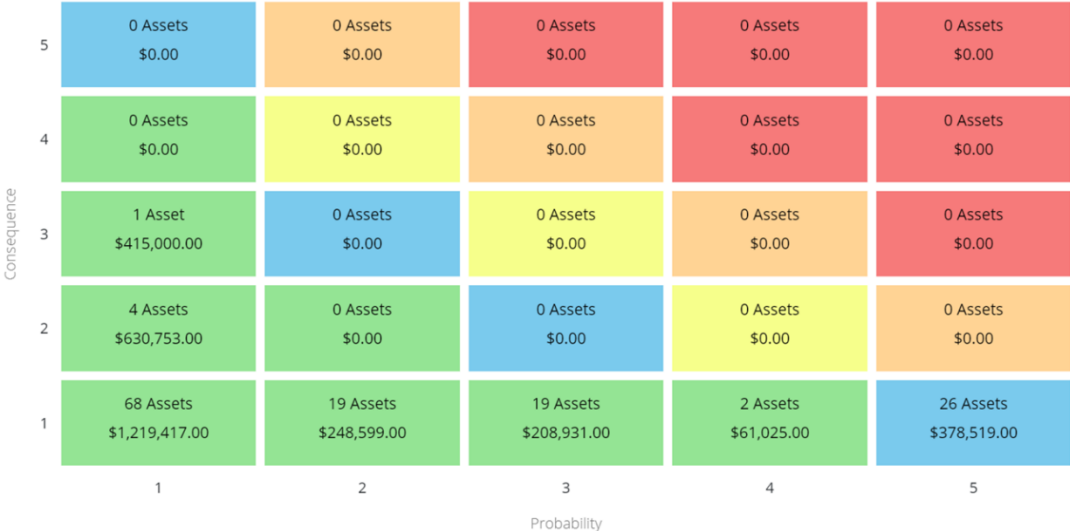 5
0 Assets
$0.00
0 Assets
$0.00
0 Assets
$0.00
0 Assets
$0.00
0 Assets
$0.00
4
0 Assets
$0.00
0 Assets
$0.00
0 Assets
$0.00
0 Assets
$0.00
0 Assets
$0.00
Consequence
3
1 Asset
$415,000.00
0 Assets
$0.00
0 Assets
$0.00
0 Assets
$0.00
0 Assets
$0.00
2
4 Assets
$630,753.00
0 Assets
$0.00
0 Assets
$0.00
0 Assets
$0.00
0 Assets
$0.00
1
68 Assets
$1,219,417.00
19 Assets
$248,599.00
19 Assets
$208,931.00
2 Assets
$61,025.00
26 Assets
$378,519.00
1
2
3
4
5
Probability